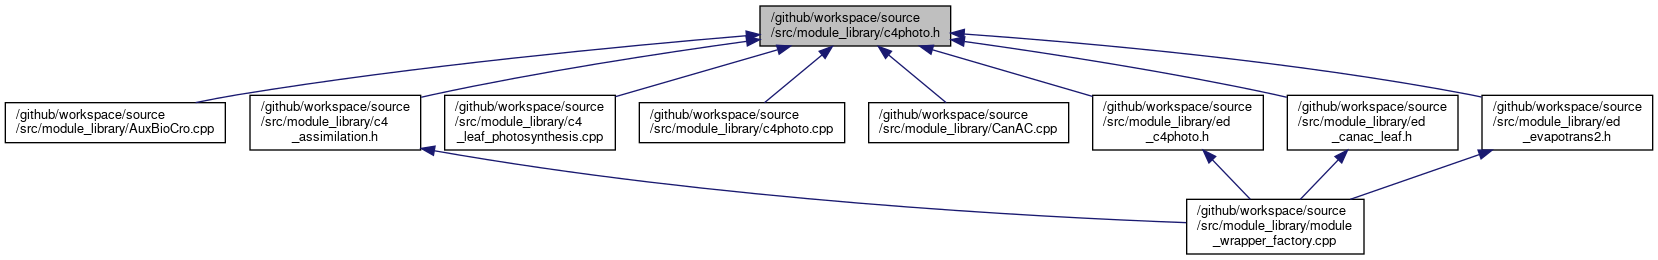 /github/workspace/source
/src/module_library/c4photo.h
/github/workspace/source
/src/module_library/AuxBioCro.cpp
/github/workspace/source
/src/module_library/c4
_assimilation.h
/github/workspace/source
/src/module_library/c4
_leaf_photosynthesis.cpp
/github/workspace/source
/src/module_library/c4photo.cpp
/github/workspace/source
/src/module_library/CanAC.cpp
/github/workspace/source
/src/module_library/ed
_c4photo.h
/github/workspace/source
/src/module_library/ed
_canac_leaf.h
/github/workspace/source
/src/module_library/ed
_evapotrans2.h
/github/workspace/source
/src/module_library/module
_wrapper_factory.cpp